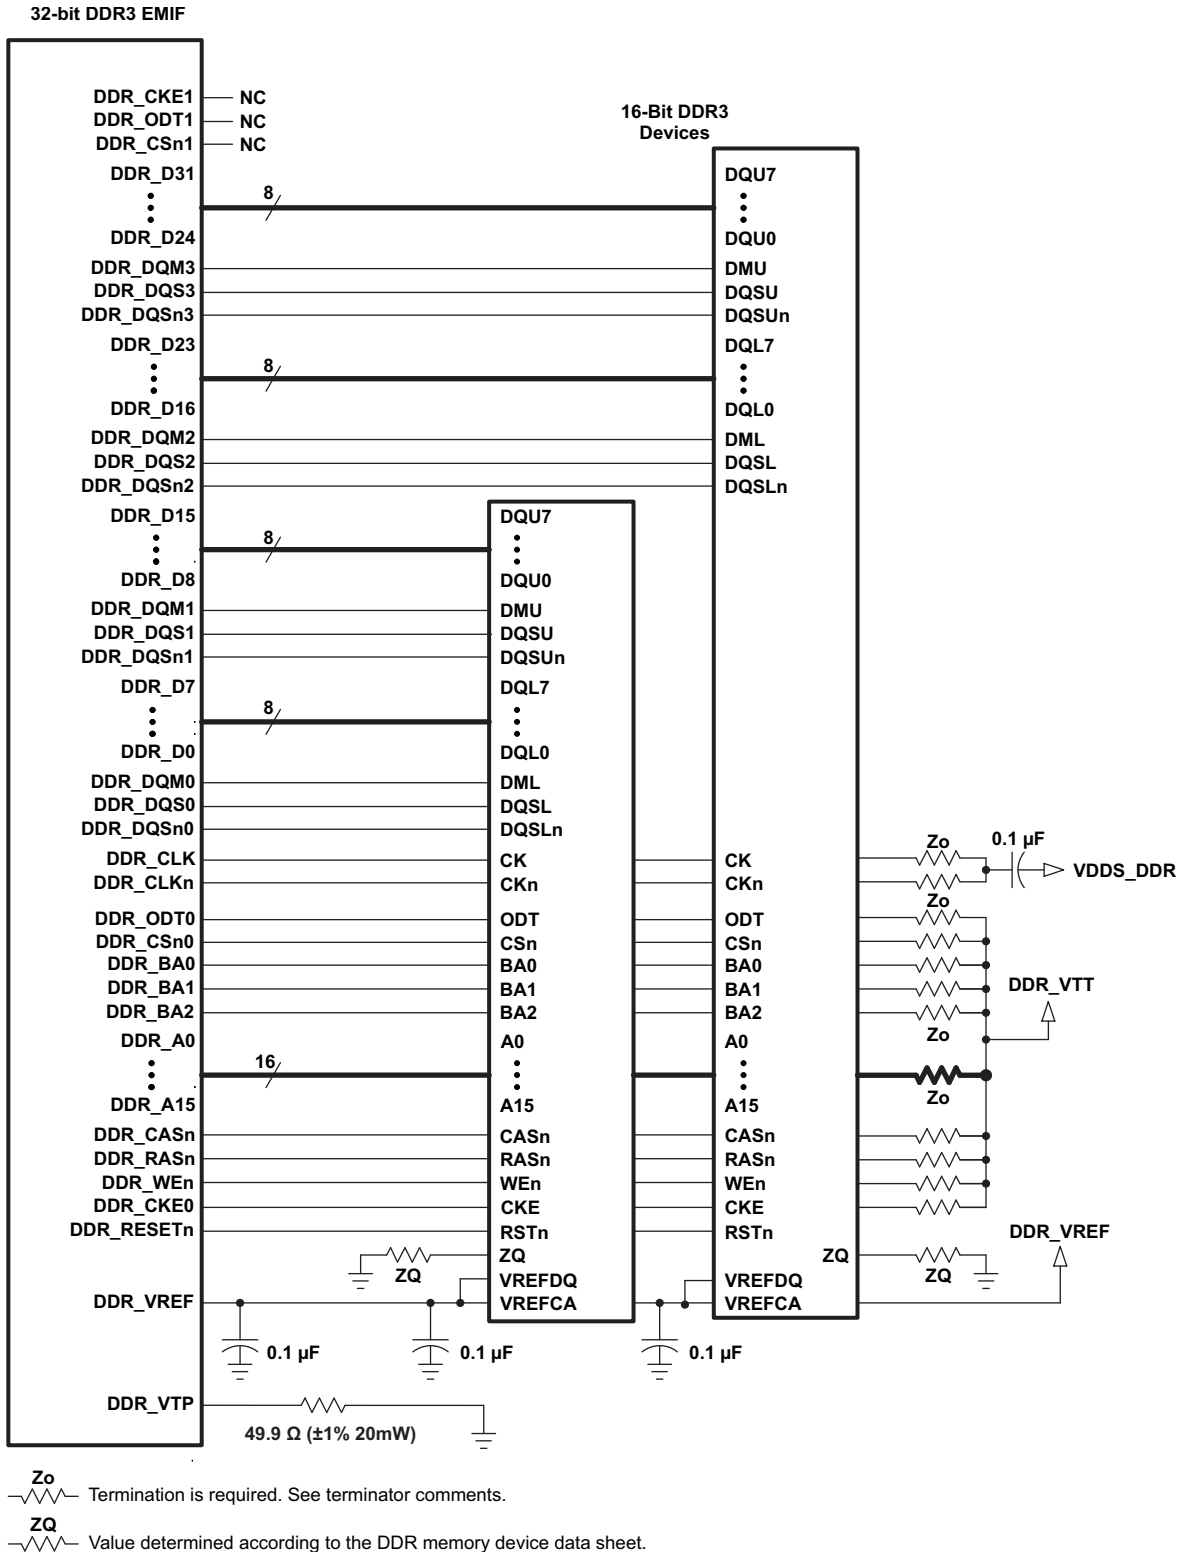 32-bit DDR3 EMIF
DDR_CKE1
NC
DDR_ODT1
NC
DDR_CSn1
NC
16-Bit DDR3
Devices
DDR_D31
8
DDR_D24
DDR_DQM3
DDR_DQS3
DDR_DQSn3
DDR_D23
8
DDR_D16
DDR_DQM2
DDR_DQS2
DDR_DQSn2
DDR_D15
8
DDR_D8
DDR_DQM1
DDR_DQS1
DDR_DQSn1
DDR_D7
8
DDR_D0
DDR_DQM0
DDR_DQS0
DDR_DQSn0
DDR_CLK
DDR_CLKn
DDR_ODT0
DDR_CSn0
DDR_BA0
DDR_BA1
DDR_BA2
DDR_A0
16
DDR_A15
DDR_CASn
DDR_RASn
DDR_WEn
DDR_CKE0
DDR_RESETn
DDR_VREF
DDR_VTP
DQU7
DQU0
DMU
DQSU
DQSUn
DQL7
DQL0
DML
DQSL
DQSLn
CK
CKn
ODT
CSn
BA0
BA1
BA2
A0
A15
CASn
RASn
WEn
CKE
RSTn
ZQ
VREFDQ
VREFCA
ZQ
0.1 µF
0.1 µF
0.1 µF
49.9 Ω (±1% 20mW)
DQU7
DQU0
DMU
DQSU
DQSUn
DQL7
DQL0
DML
DQSL
DQSLn
CK
CKn
ODT
CSn
BA0
BA1
BA2
A0
A15
CASn
RASn
WEn
CKE
RSTn
ZQ
VREFDQ
VREFCA
Zo
0.1 µF
VDDS_DDR
Zo
DDR_VTT
Zo
Zo
DDR_VREF
ZQ
Zo
Termination is required. See terminator comments.
ZQ
Value determined according to the DDR memory device data sheet.